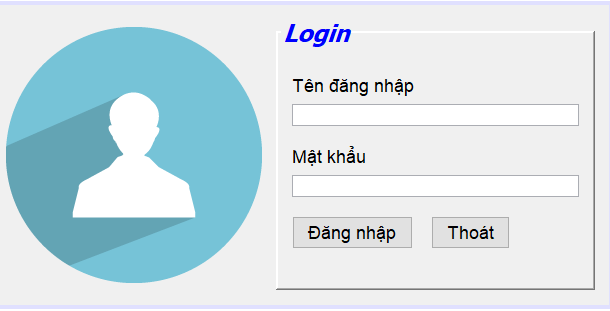 Login
Tên đăng nhập
Mật khẩu
Đăng nhập
Thoát